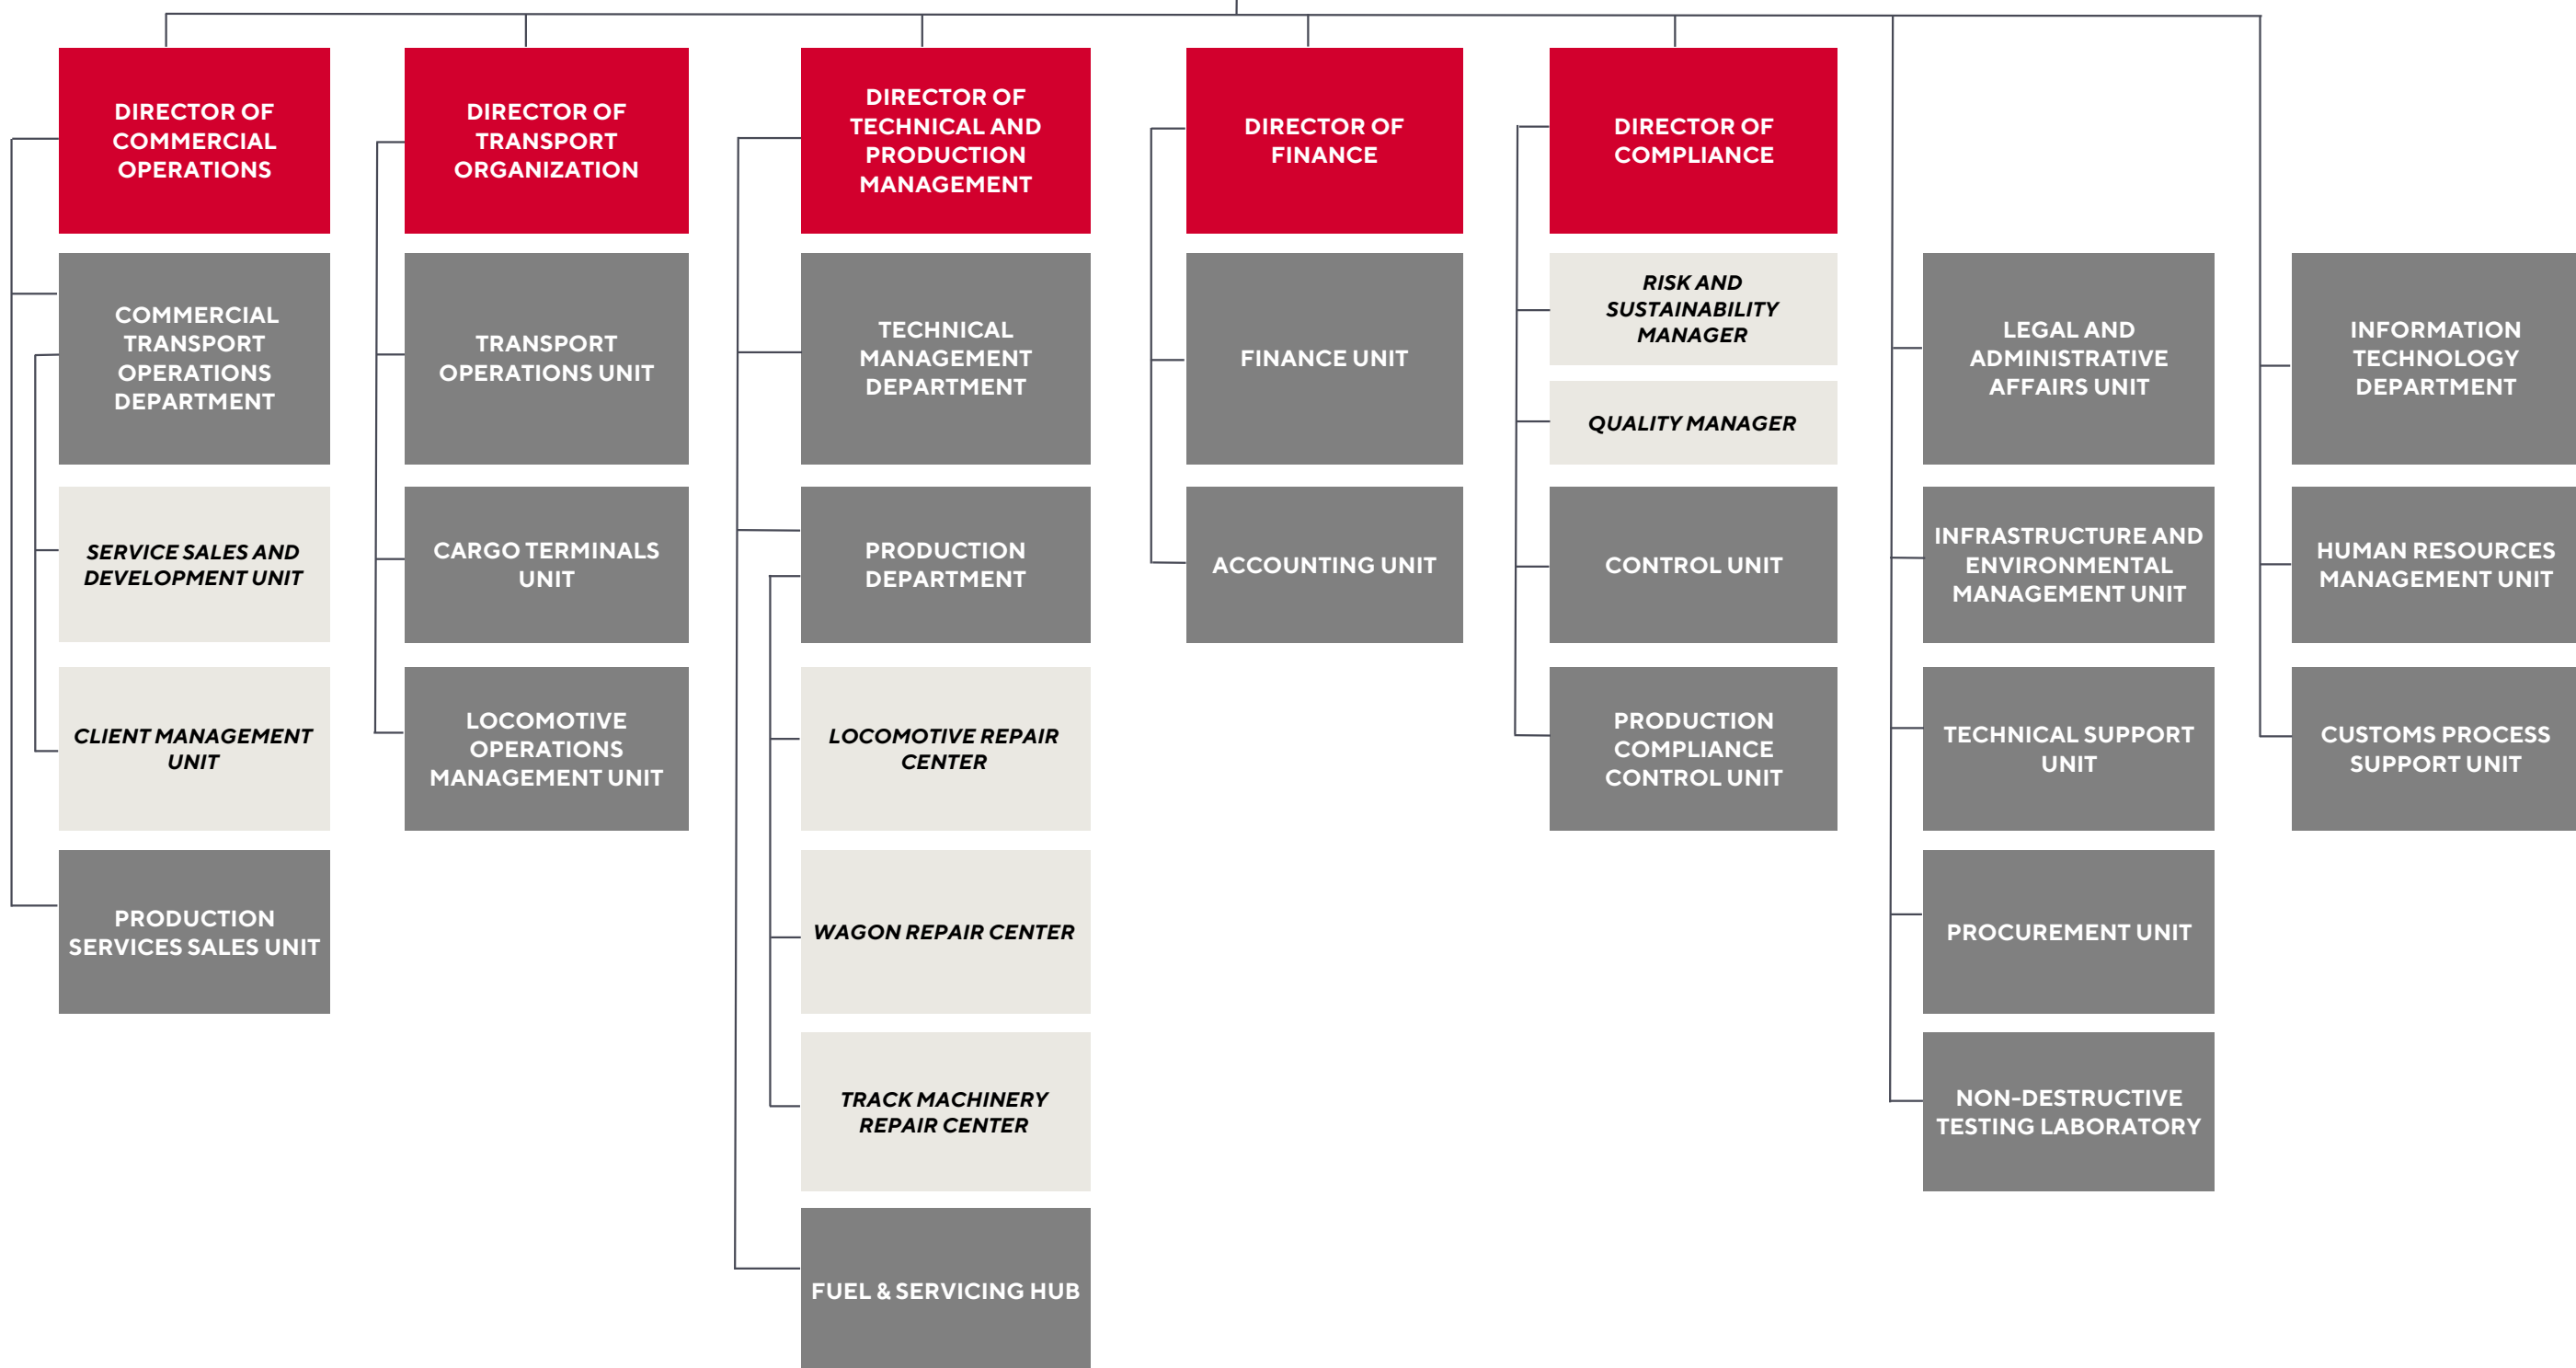 DIRECTOR OF
COMMERCIAL
OPERATIONS
DIRECTOR OF
TRANSPORT
ORGANIZATION
DIRECTOR OF
TECHNICAL AND
PRODUCTION
MANAGEMENT
DIRECTOR OF
FINANCE
DIRECTOR OF
COMPLIANCE
COMMERCIAL
TRANSPORT
OPERATIONS
DEPARTMENT
TRANSPORT
OPERATIONS UNIT
TECHNICAL
MANAGEMENT
DEPARTMENT
FINANCE UNIT
RISK AND
SUSTAINABILITY
MANAGER
QUALITY MANAGER
LEGAL AND
ADMINISTRATIVE
AFFAIRS UNIT
INFORMATION
TECHNOLOGY
DEPARTMENT
SERVICE SALES AND
DEVELOPMENT UNIT
CARGO TERMINALS
UNIT
PRODUCTION
DEPARTMENT
ACCOUNTING UNIT
CONTROL UNIT
INFRASTRUCTURE AND
ENVIRONMENTAL
MANAGEMENT UNIT
HUMAN RESOURCES
MANAGEMENT UNIT
CLIENT MANAGEMENT
UNIT
LOCOMOTIVE
OPERATIONS
MANAGEMENT UNIT
LOCOMOTIVE REPAIR
CENTER
PRODUCTION
COMPLIANCE
CONTROL UNIT
TECHNICAL SUPPORT
UNIT
CUSTOMS PROCESS
SUPPORT UNIT
PRODUCTION
SERVICES SALES UNIT
WAGON REPAIR CENTER
PROCUREMENT UNIT
TRACK MACHINERY
REPAIR CENTER
NON-DESTRUCTIVE
TESTING LABORATORY
FUEL & SERVICING HUB